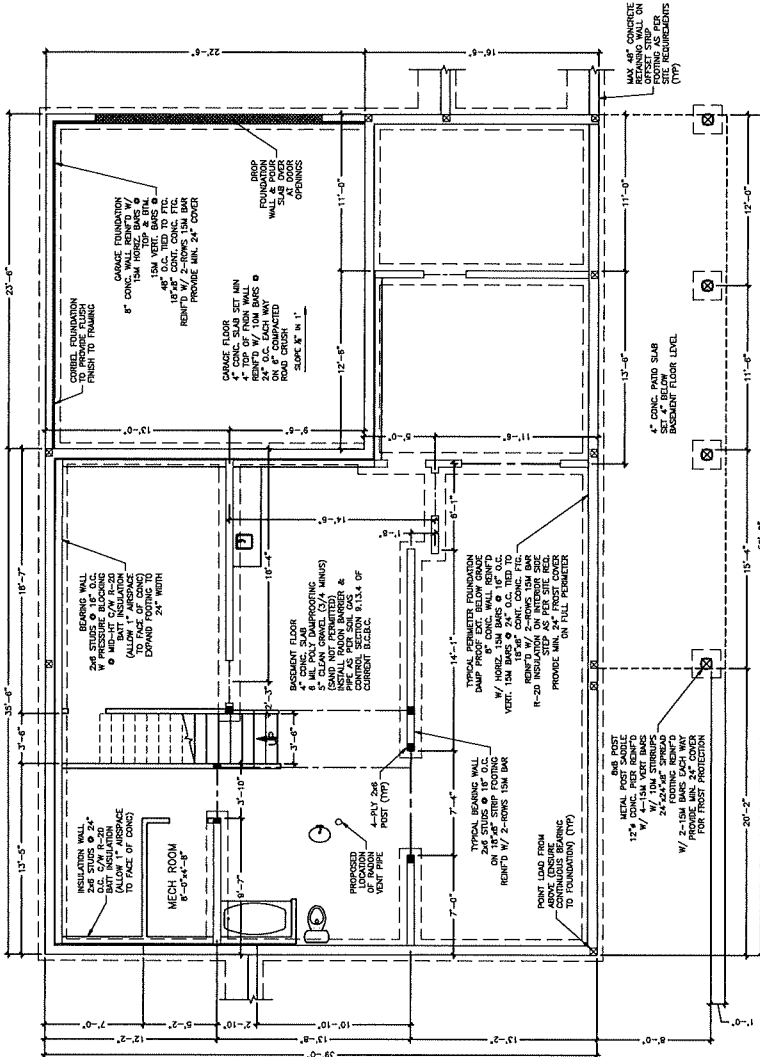 MAX 48" CONCRETE
RETAINING WALL ON
OFFSET STRIP
FOOTING AS PER
SITE REQUIREMENTS
(TYP)
22'-6"
16'-6"
23'-6"
CORBEL FOUNDATION
TO PROVIDE FLUSH
FINISH TO FRAMING
GARAGE FOUNDATION
8" CONC. WALL REINF'D W/
15M HORIZ. BARS @
TOP & BTM.
15M VERT. BARS @
48" O.C. TIED TO FTG.
18"x8" CONT. CONC. FTG.
REINF'D W/ 2-ROWS 15M BAR
PROVIDE MIN. 24" COVER
DROP
FOUNDATION
WALL & POUR
SLAB OVER
AT DOOR
OPENINGS
GARAGE FLOOR
4" CONC. SLAB SET MIN
4" TOP OF FNDN WALL
REINF'D W/ 10M BARS @
24" O.C. EACH WAY
ON 6" COMPACTED
ROAD CRUSH
11'-0"
12'-6"
11'-0"
13'-6"
12'-0"
11'-6"
15'-4"
20'-2"
4" CONC. PATIO SLAB
SET 4" BELOW
BASEMENT FLOOR LEVEL
13'-0"
9'-6"
5'-0"
11'-6"
35'-6"
18'-7"
3'-6"
13'-5"
BEARING WALL
2x6 STUDS @ 16" O.C.
W PRESSURE BLOCKING
@ MID-HT C/W R-20
BATT INSULATION
(ALLOW 1" AIRSPACE
TO FACE OF CONC)
EXPAND FOOTING TO
24" WIDTH
18'-4"
14'-6"
1'-8"
8'-1"
14'-1"
2'-3"
3'-6"
UP
BASEMENT FLOOR
4" CONC. SLAB
6 MIL POLY DAMPROOFING
5" CLEAN GRAVEL (3/4 MINUS)
(SAND NOT PERMITTED)
INSTALL RADON BARRIER &
PIPE AS PER SOIL GAS
CONTROL SECTION 9.13.4 OF
CURRENT B.C.B.C.
TYPICAL PERIMETER FOUNDATION
DAMP PROOF EXT. BELOW GRADE
8" CONC. WALL REINF'D
W/ HORIZ. 15M BARS @ 16" O.C.
VERT. 15M BARS @ 24" O.C. TIED TO
18"x8" CONT. CONC. FTG.
REINF'D W/ 2-ROWS 15M BAR
R-20 INSULATION ON INTERIOR SIDE
STEP AS PER SITE REQ.
PROVIDE MIN. 24" FROST COVER
ON FULL PERIMETER
INSULATION WALL
2x6 STUDS @ 24"
O.C. C/W R-20
BATT INSULATION
(ALLOW 1" AIRSPACE
TO FACE OF CONC)
MECH ROOM
8'-0"x4'-8"
3'-10"
9'-7"
PROPOSED
LOCATION
OF RADON
VENT PIPE
4-PLY 2x6
POST (TYP)
7'-4"
7'-0"
TYPICAL BEARING WALL
2x6 STUDS @ 16" O.C.
ON 18"x8" STRIP FOOTING
REINF'D W/ 2-ROWS 15M BAR
POINT LOAD FROM
ABOVE (ENSURE
CONTINUOUS BEARING
TO FOUNDATION) (TYP)
8x8 POST
METAL POST SADDLE
12"ø CONC. PIER REINF'D
W/ 4-15M VERT BARS
W/ 10M STIRRUPS
24"x24"x8" SPREAD
FOOTING REINF'D
W/ 2-15M BARS EACH WAY
PROVIDE MIN. 24" COVER
FOR FROST PROTECTION
7'-0"
5'-2"
2'-10"
10'-10"
12'-2"
13'-8"
13'-2"
39'-0"
8'-0"
1'-0"